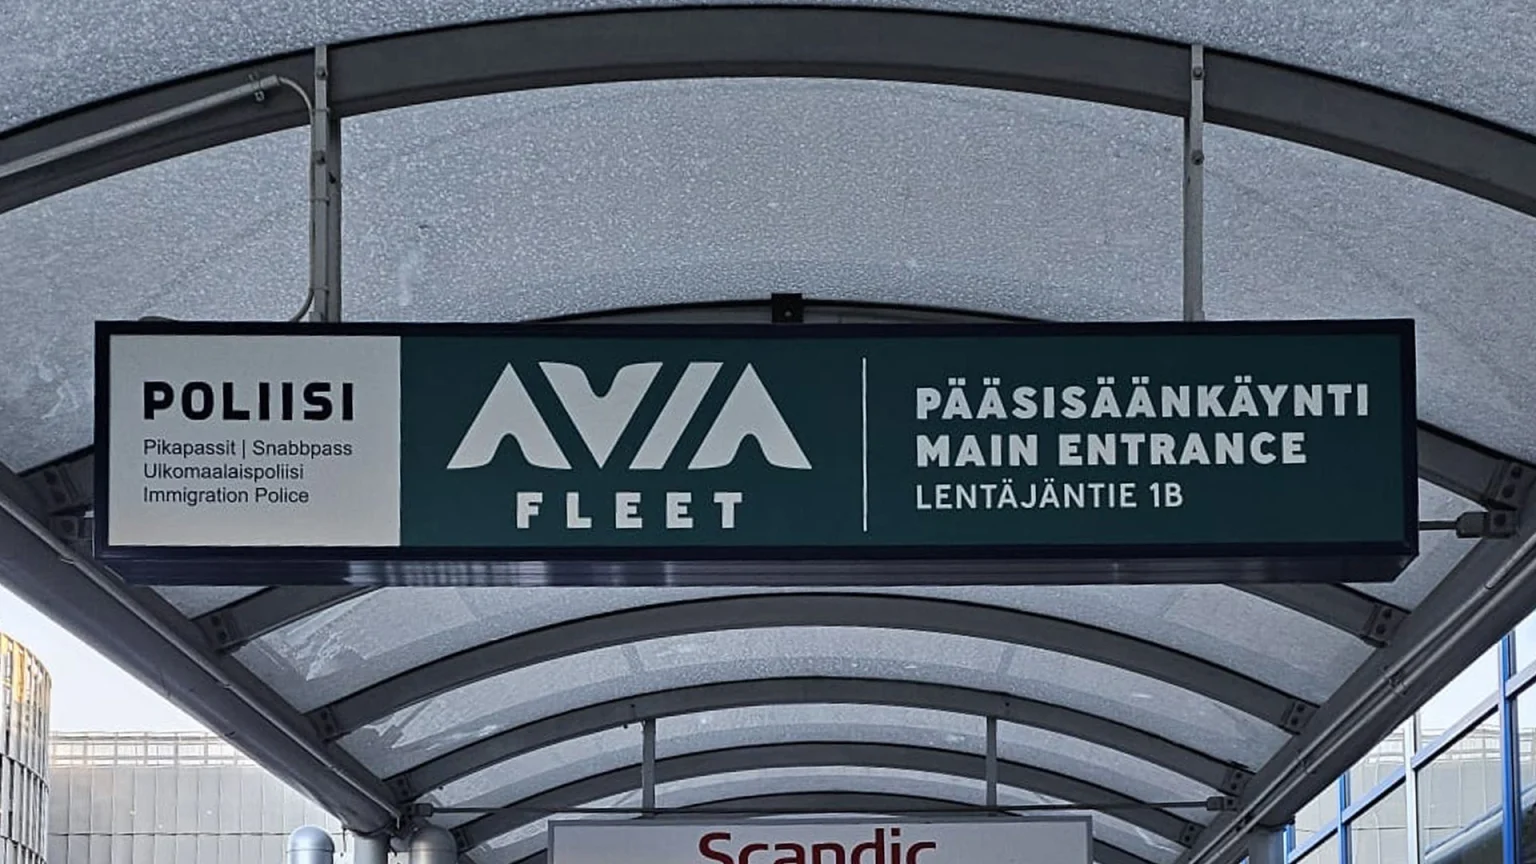 POLIISI
Pikapassit | Snabbpass
Ulkomaalaispoliisi
Immigration Police
AVIA
FLEET
PÄÄSISÄÄNKÄYNTI
MAIN ENTRANCE
LENTÄJÄNTIE 1B
Scandic